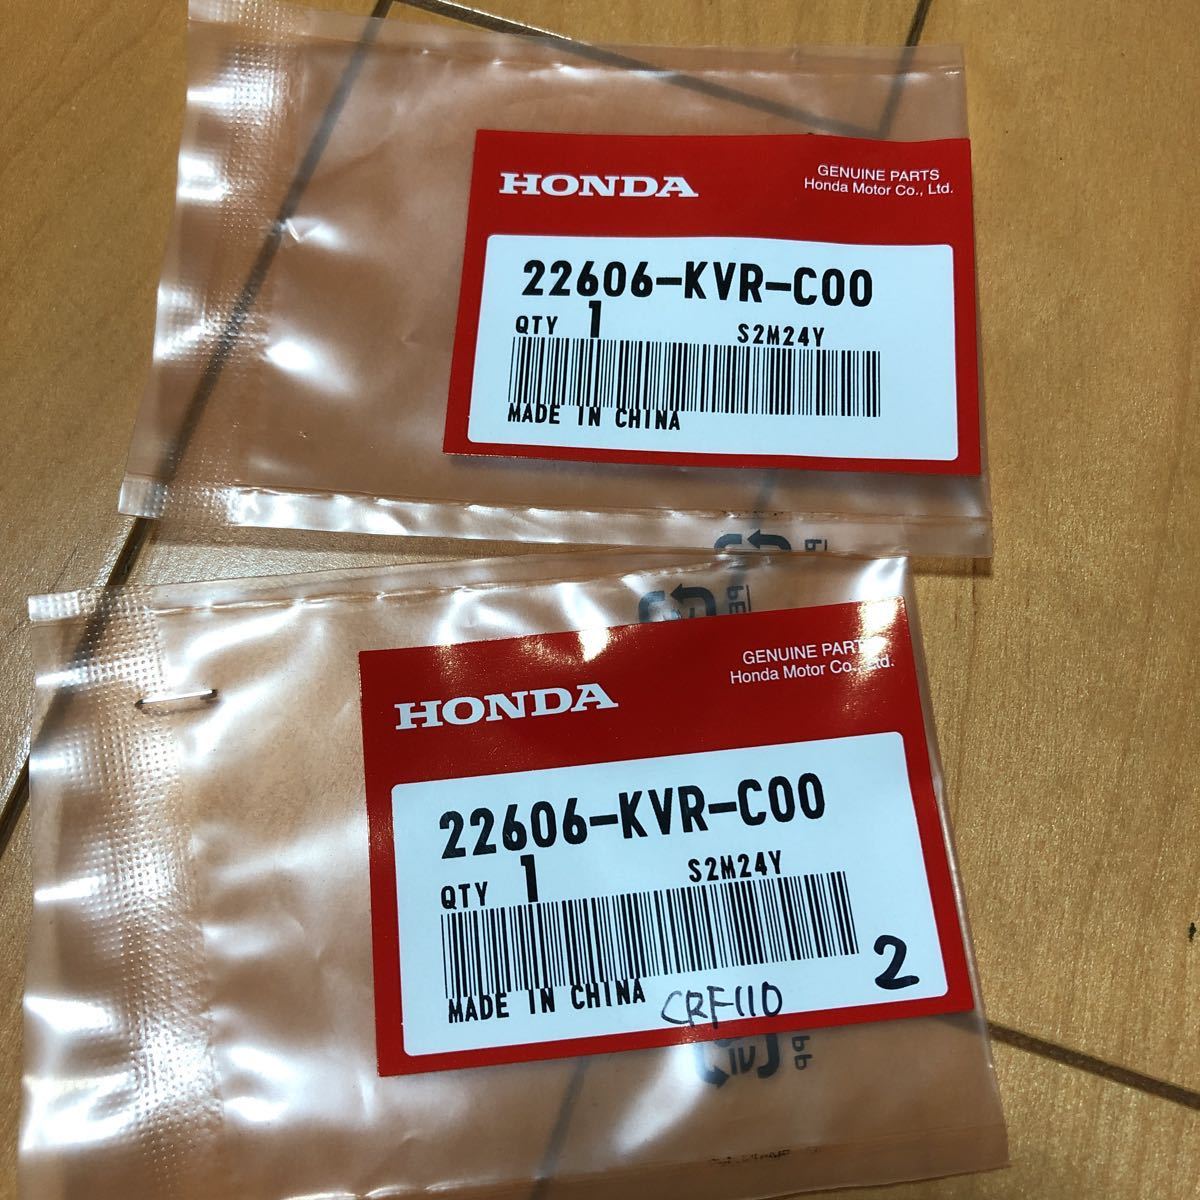 HONDA
GENUINE PARTS
Honda Motor Co., Ltd.
22606-KVR-C00
QTY 1 S2M24Y
MADE IN CHINA
HONDA
GENUINE PARTS
Honda Motor Co., Ltd.
22606-KVR-C00
QTY 1 S2M24Y
MADE IN CHINA
CRF110
2